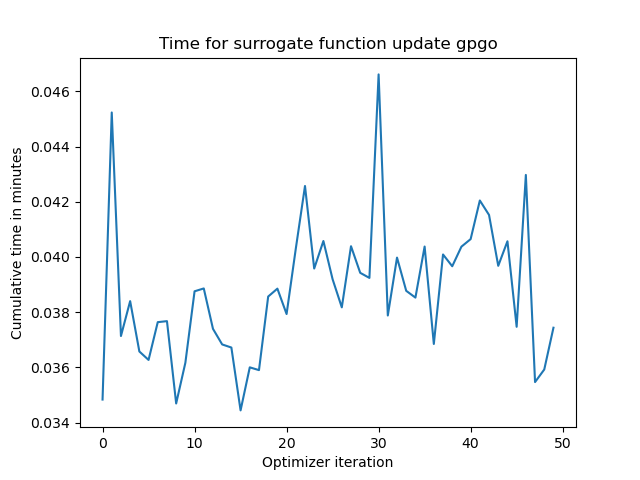 Time for surrogate function update gpgo
Cumulative time in minutes
0.046
0.044
0.042
0.040
0.038
0.036
0.034
0 10 20 30 40 50
Optimizer iteration